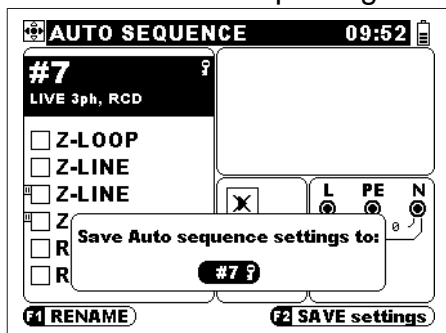 AUTO SEQUENCE 09:52
#7
LIVE 3ph, RCD
Z-LOOP
Z-LINE
Z-LINE
Z
R
R
L PE N
Save Auto sequence settings to:
#7
F1 RENAME
F2 SAVE settings